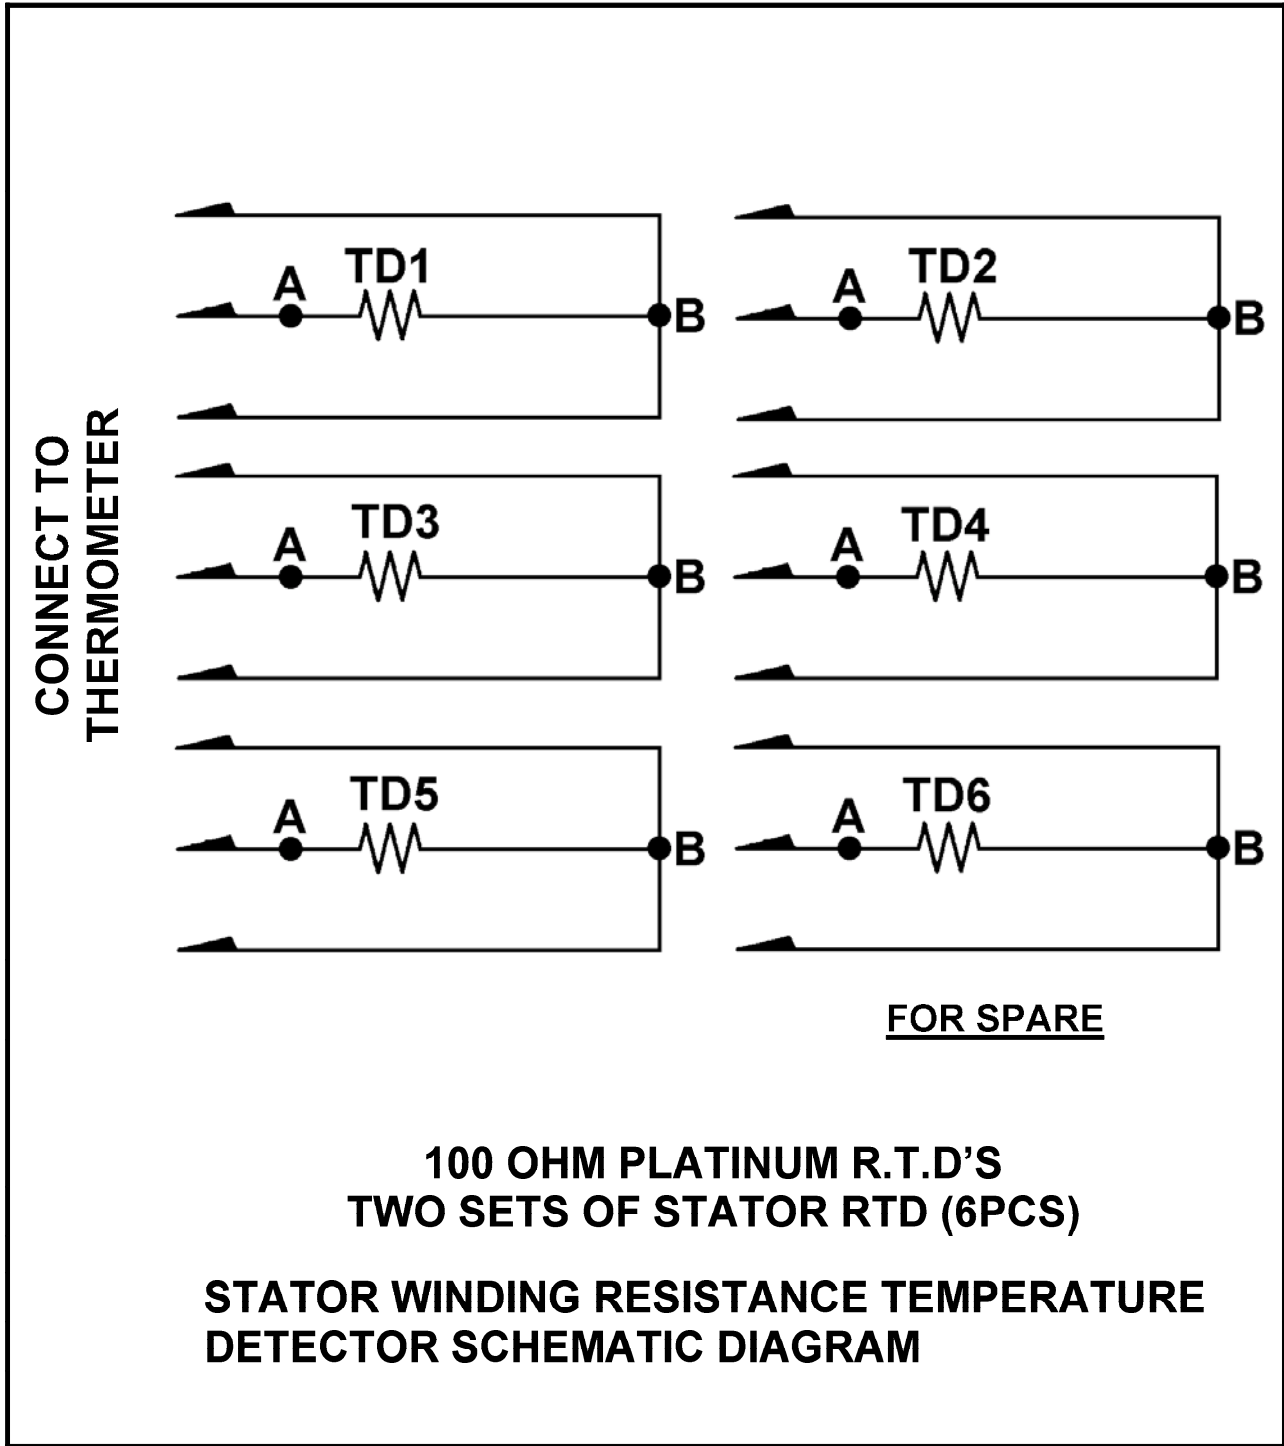 A TD1 B
A TD2 B
CONNECT TO
THERMOMETER
A TD3 B
A TD4 B
A TD5 B
A TD6 B
FOR SPARE
100 OHM PLATINUM R.T.D’S
TWO SETS OF STATOR RTD (6PCS)
STATOR WINDING RESISTANCE TEMPERATURE
DETECTOR SCHEMATIC DIAGRAM